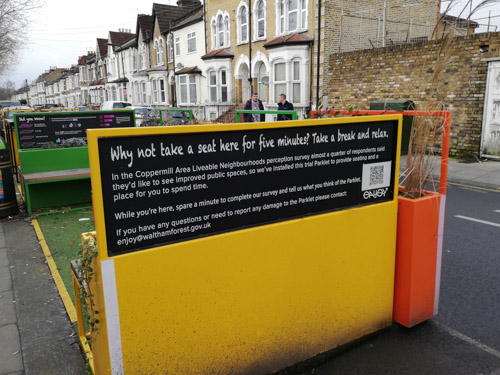 Did you know?
Why not take a seat here for five minutes? Take a break and relax.
In the Coppermill Area Liveable Neighbourhoods perception survey almost a quarter of respondents said
they'd like to see improved public spaces, so we've installed this trial Parklet to provide seating and a
place for you to spend time.
While you're here, spare a minute to complete our survey and tell us what you think of the Parklet.
If you have any questions or need to report any damage to the Parklet please contact:
enjoy@walthamforest.gov.uk
ENJOY